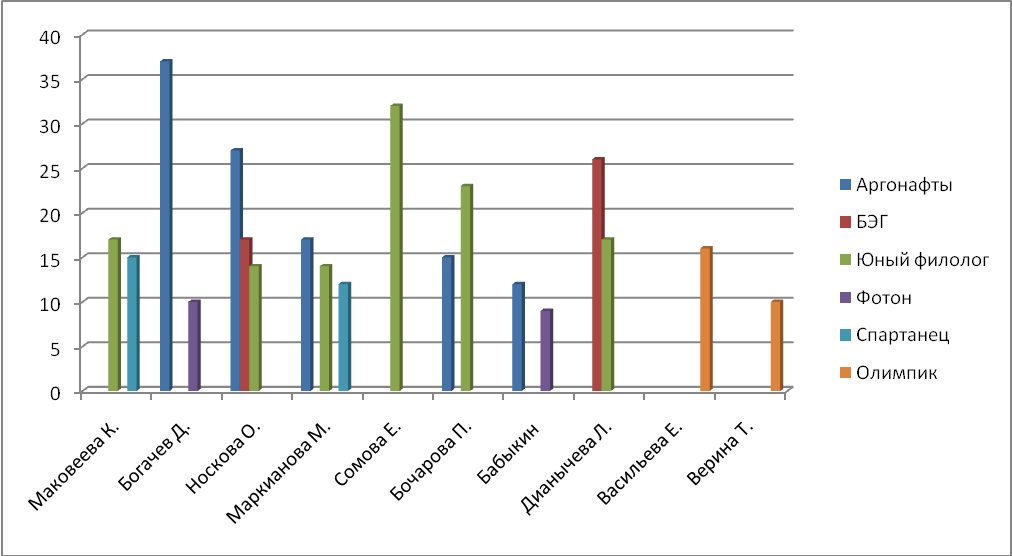 40
35
30
25
20
15
10
5
0
Маковеева К.
Богачев Д.
Носкова О.
Маркианова М.
Сомова Е.
Бочарова П.
Бабыкин
Дианычева Л.
Васильева Е.
Верина Т.
Аргонафты
БЭГ
Юный филолог
Фотон
Спартанец
Олимпик